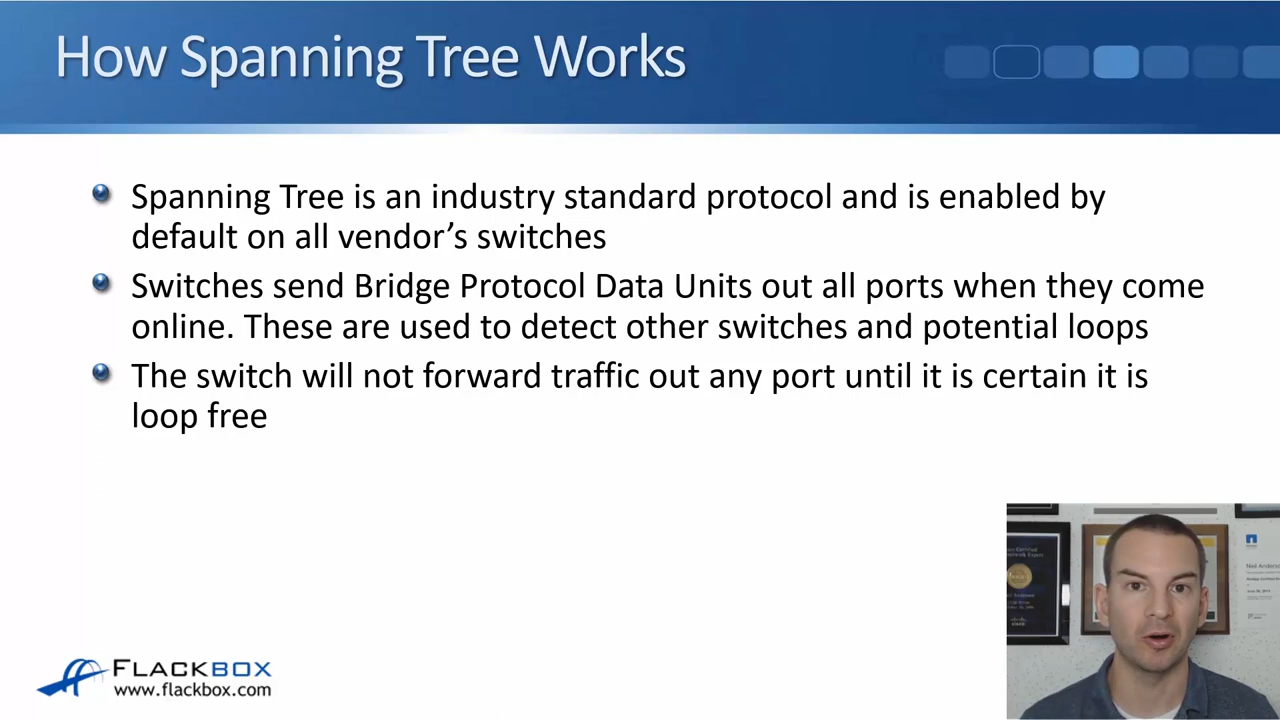 How Spanning Tree Works
Spanning Tree is an industry standard protocol and is enabled by
default on all vendor’s switches
Switches send Bridge Protocol Data Units out all ports when they come
online. These are used to detect other switches and potential loops
The switch will not forward traffic out any port until it is certain it is
loop free
FLACKBOX
www.flackbox.com